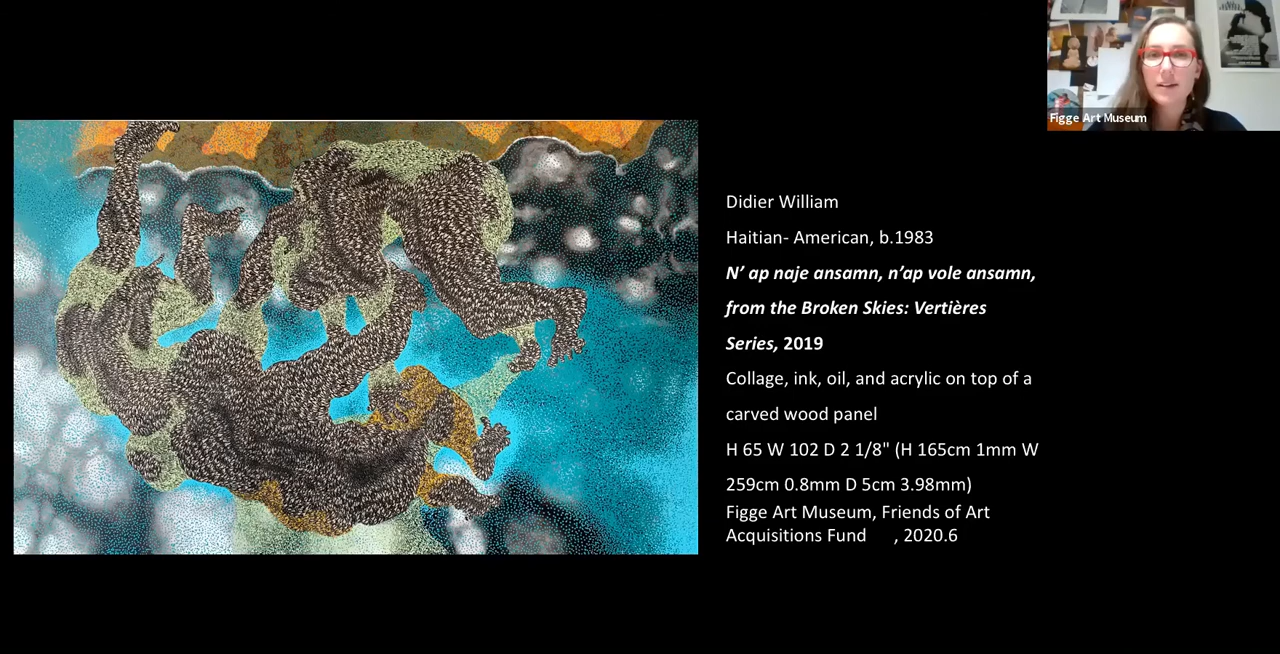 Figge Art Museum
Didier William
Haitian- American, b.1983
N’ ap naje ansamn, n’ap vole ansamn,
from the Broken Skies: Vertières
Series, 2019
Collage, ink, oil, and acrylic on top of a
carved wood panel
H 65 W 102 D 2 1/8" (H 165cm 1mm W
259cm 0.8mm D 5cm 3.98mm)
Figge Art Museum, Friends of Art
Acquisitions Fund , 2020.6